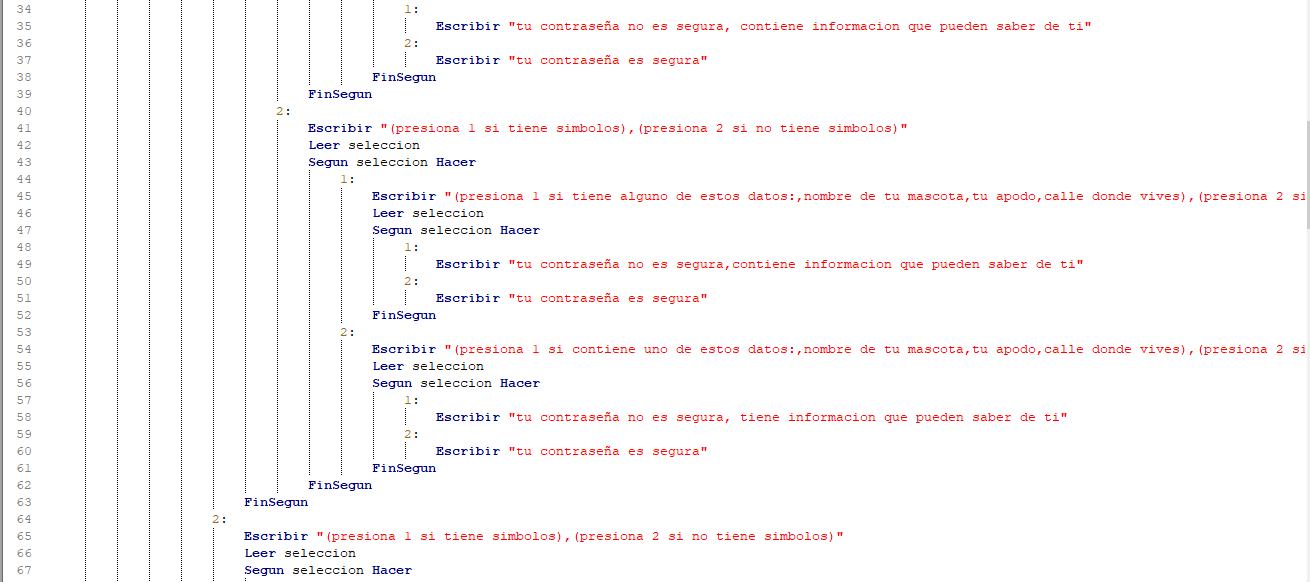 34 1:
35 Escribir "tu contraseña no es segura, contiene informacion que pueden saber de ti"
36 2:
37 Escribir "tu contraseña es segura"
38 FinSegun
39 FinSegun
40 2:
41 Escribir "(presiona 1 si tiene simbolos),(presiona 2 si no tiene simbolos)"
42 Leer seleccion
43 Segun seleccion Hacer
44 1:
45 Escribir "(presiona 1 si tiene alguno de estos datos:,nombre de tu mascota,tu apodo,calle donde vives),(presiona 2 si
46 Leer seleccion
47 Segun seleccion Hacer
48 1:
49 Escribir "tu contraseña no es segura,contiene informacion que pueden saber de ti"
50 2:
51 Escribir "tu contraseña es segura"
52 FinSegun
53 2:
54 Escribir "(presiona 1 si contiene uno de estos datos:,nombre de tu mascota,tu apodo,calle donde vives),(presiona 2 si
55 Leer seleccion
56 Segun seleccion Hacer
57 1:
58 Escribir "tu contraseña no es segura, tiene informacion que pueden saber de ti"
59 2:
60 Escribir "tu contraseña es segura"
61 FinSegun
62 FinSegun
63 FinSegun
64 2:
65 Escribir "(presiona 1 si tiene simbolos),(presiona 2 si no tiene simbolos)"
66 Leer seleccion
67 Segun seleccion Hacer